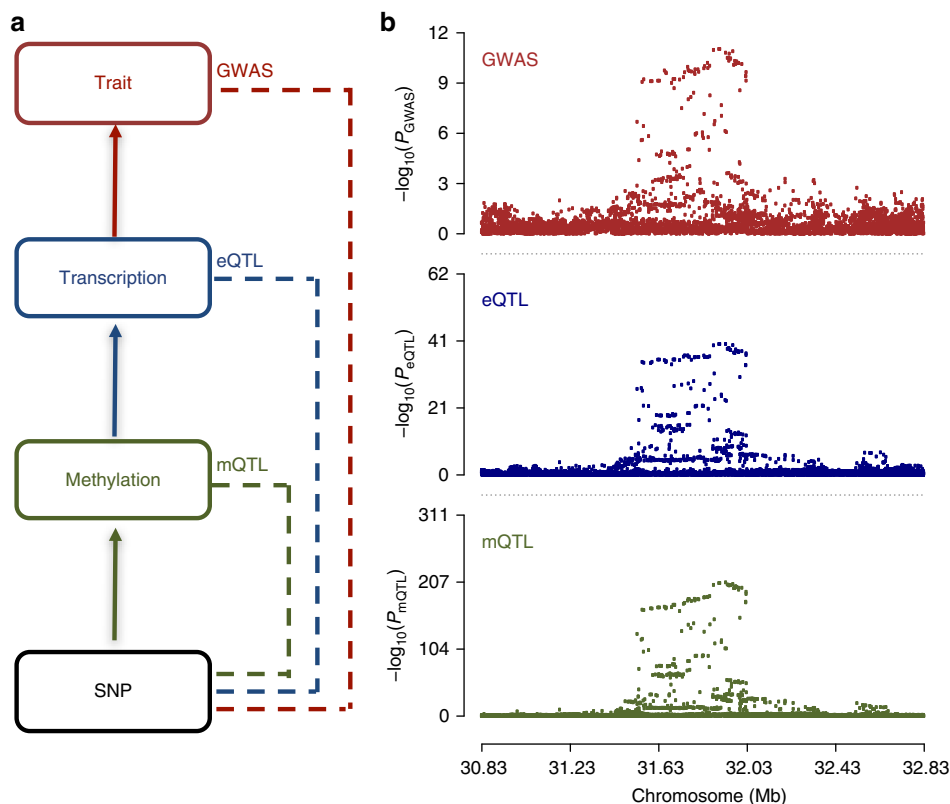 a
Trait
GWAS
Transcription
eQTL
Methylation
mQTL
SNP
b
12
9
6
3
0
−log10(PGWAS)
GWAS
62
41
21
0
−log10(PeQTL)
eQTL
311
207
104
0
−log10(PmQTL)
mQTL
30.83 31.23 31.63 32.03 32.43 32.83
Chromosome (Mb)